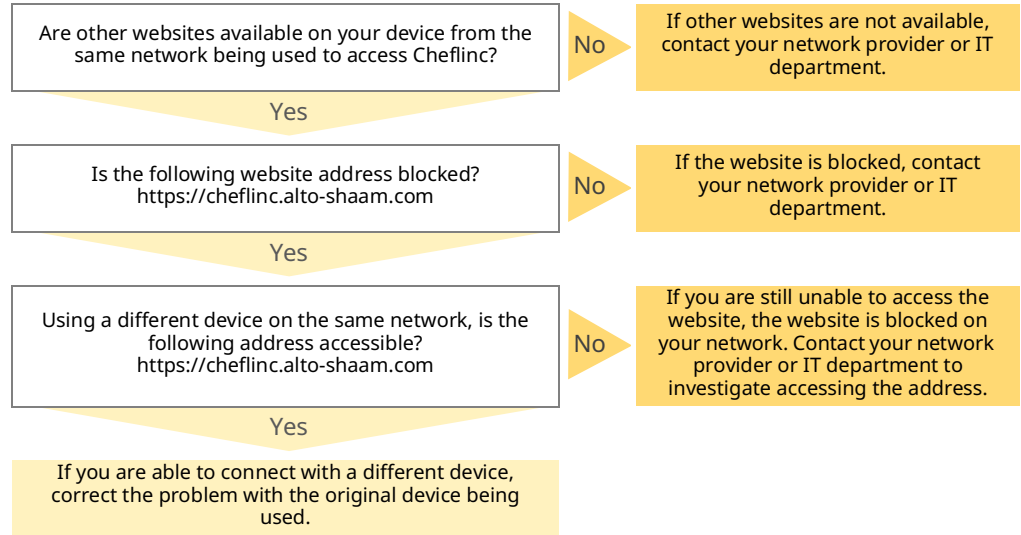 Are other websites available on your device from the
same network being used to access Cheflinc?
No
If other websites are not available,
contact your network provider or IT
department.
Yes
Is the following website address blocked?
https://cheflinc.alto-shaam.com
No
If the website is blocked, contact
your network provider or IT
department.
Yes
Using a different device on the same network, is the
following address accessible?
https://cheflinc.alto-shaam.com
No
If you are still unable to access the
website, the website is blocked on
your network. Contact your network
provider or IT department to
investigate accessing the address.
Yes
If you are able to connect with a different device,
correct the problem with the original device being
used.